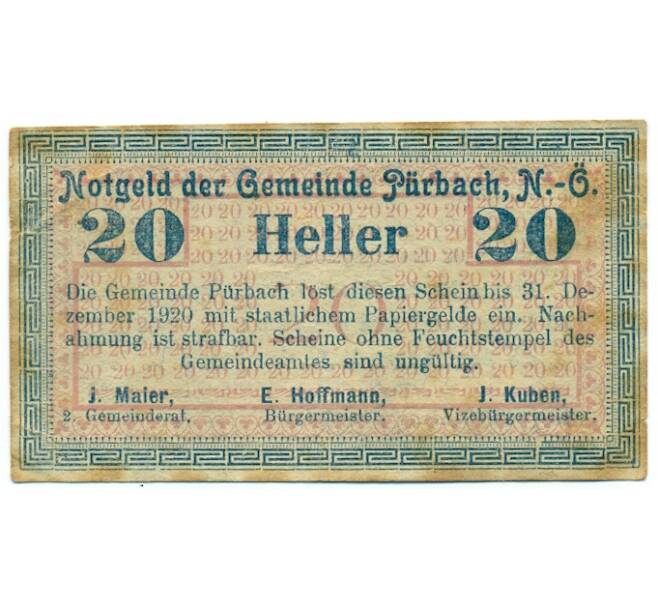 Notgeld der Gemeinde Pürbach, N.-Ö.
20 Heller 20
Die Gemeinde Pürbach löst diesen Schein bis 31. De-
zember 1920 mit staatlichem Papiergelde ein. Nach-
ahmung ist strafbar. Scheine ohne Feuchtstempel des
Gemeindeamtes sind ungültig.
J. Maier, E. Hoffmann, J. Kuben,
2. Gemeinderat. Bürgermeister. Vizebürgermeister.